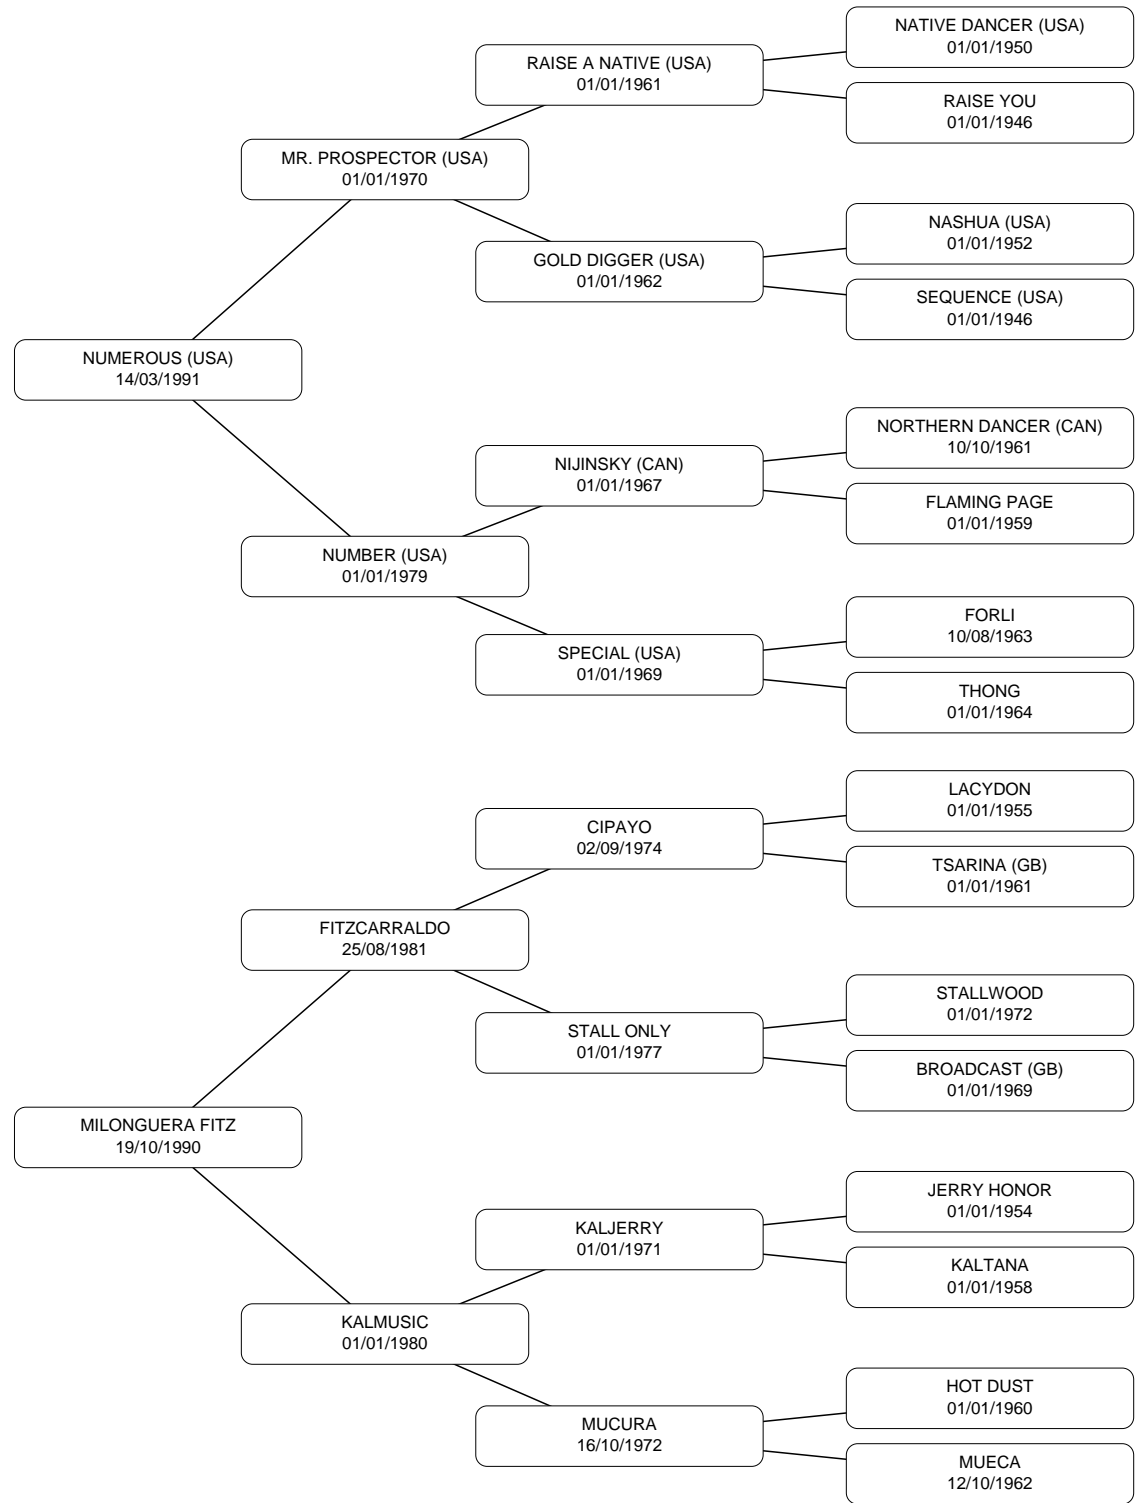 NATIVE DANCER (USA)
01/01/1950
RAISE A NATIVE (USA)
01/01/1961
RAISE YOU
01/01/1946
MR. PROSPECTOR (USA)
01/01/1970
NASHUA (USA)
01/01/1952
GOLD DIGGER (USA)
01/01/1962
SEQUENCE (USA)
01/01/1946
NUMEROUS (USA)
14/03/1991
NORTHERN DANCER (CAN)
10/10/1961
NIJINSKY (CAN)
01/01/1967
FLAMING PAGE
01/01/1959
NUMBER (USA)
01/01/1979
FORLI
10/08/1963
SPECIAL (USA)
01/01/1969
THONG
01/01/1964
LACYDON
01/01/1955
CIPAYO
02/09/1974
TSARINA (GB)
01/01/1961
FITZCARRALDO
25/08/1981
STALLWOOD
01/01/1972
STALL ONLY
01/01/1977
BROADCAST (GB)
01/01/1969
MILONGUERA FITZ
19/10/1990
JERRY HONOR
01/01/1954
KALJERRY
01/01/1971
KALTANA
01/01/1958
KALMUSIC
01/01/1980
HOT DUST
01/01/1960
MUCURA
16/10/1972
MUECA
12/10/1962